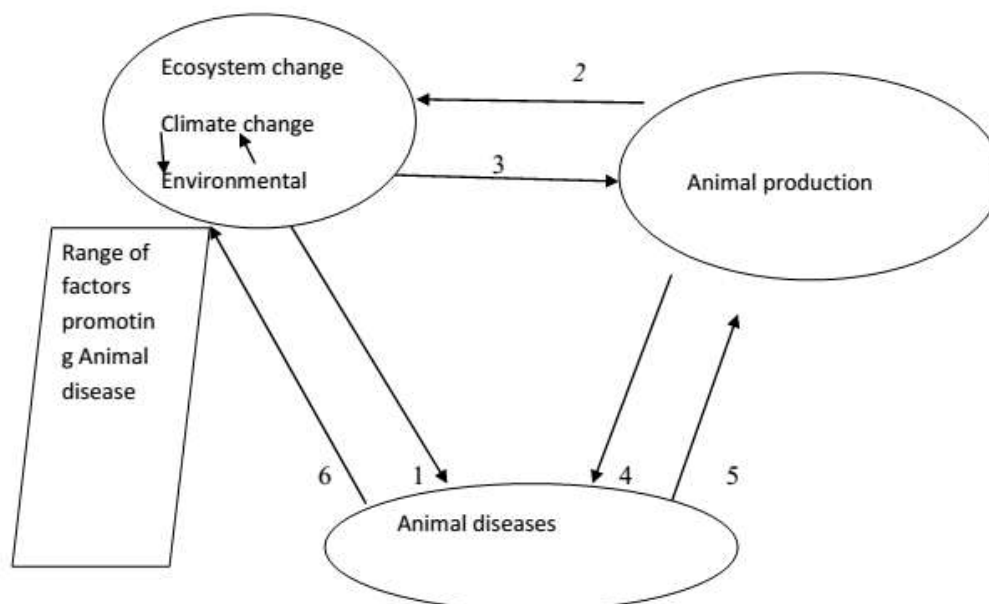 Ecosystem change
2
Climate change
3
Environmental
Animal production
Range of
factors
promotin
g Animal
disease
6
1
4
5
Animal diseases